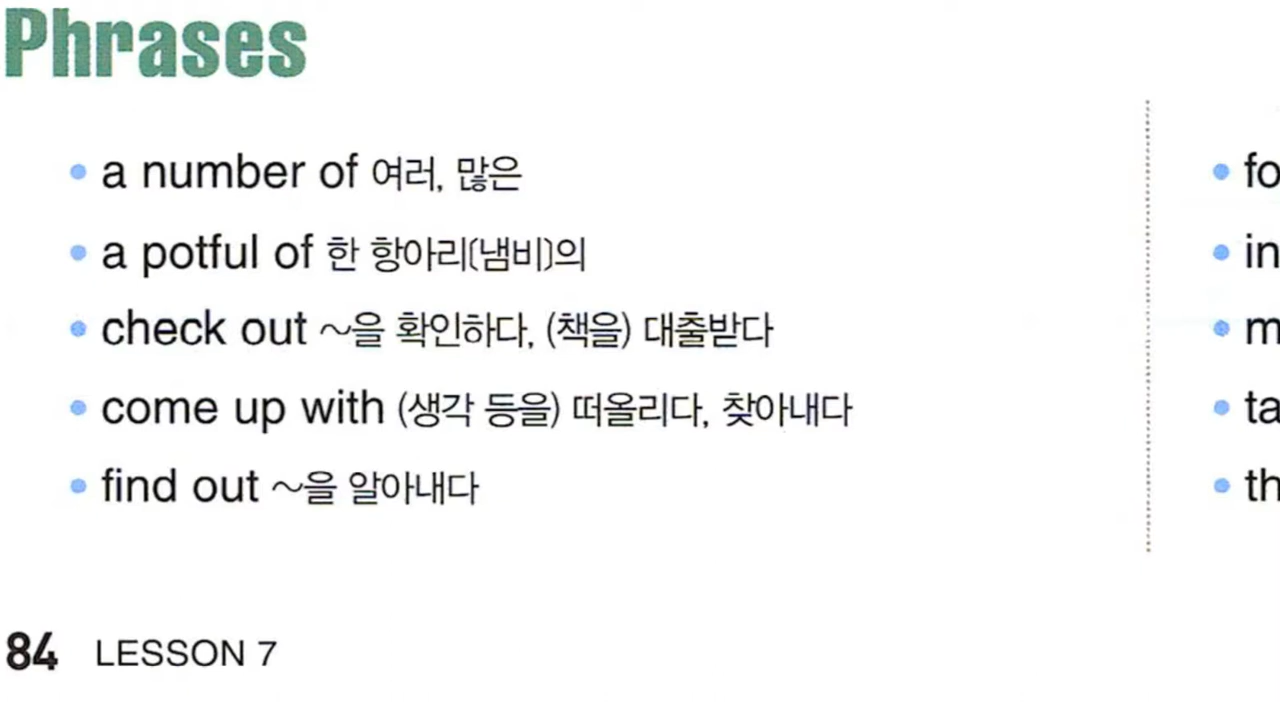 Phrases
a number of 여러, 많은
a potful of 한 항아리(냄비)의
check out ~을 확인하다, (책을) 대출받다
come up with (생각 등을) 떠올리다, 찾아내다
find out ~을 알아내다
fo
in
m
ta
th
84 LESSON 7